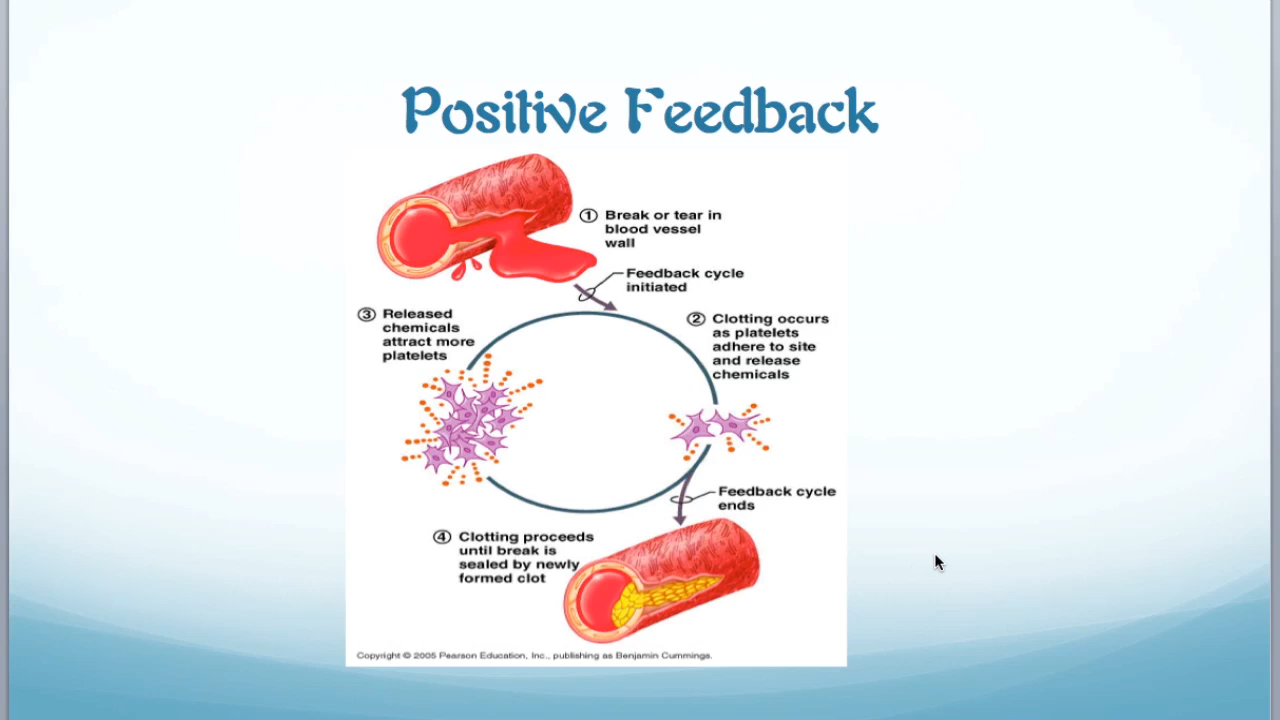 Positive Feedback
① Break or tear in
blood vessel
wall
Feedback cycle
initiated
② Clotting occurs
as platelets
adhere to site
and release
chemicals
③ Released
chemicals
attract more
platelets
Feedback cycle
ends
④ Clotting proceeds
until break is
sealed by newly
formed clot
Copyright © 2005 Pearson Education, Inc., publishing as Benjamin Cummings.